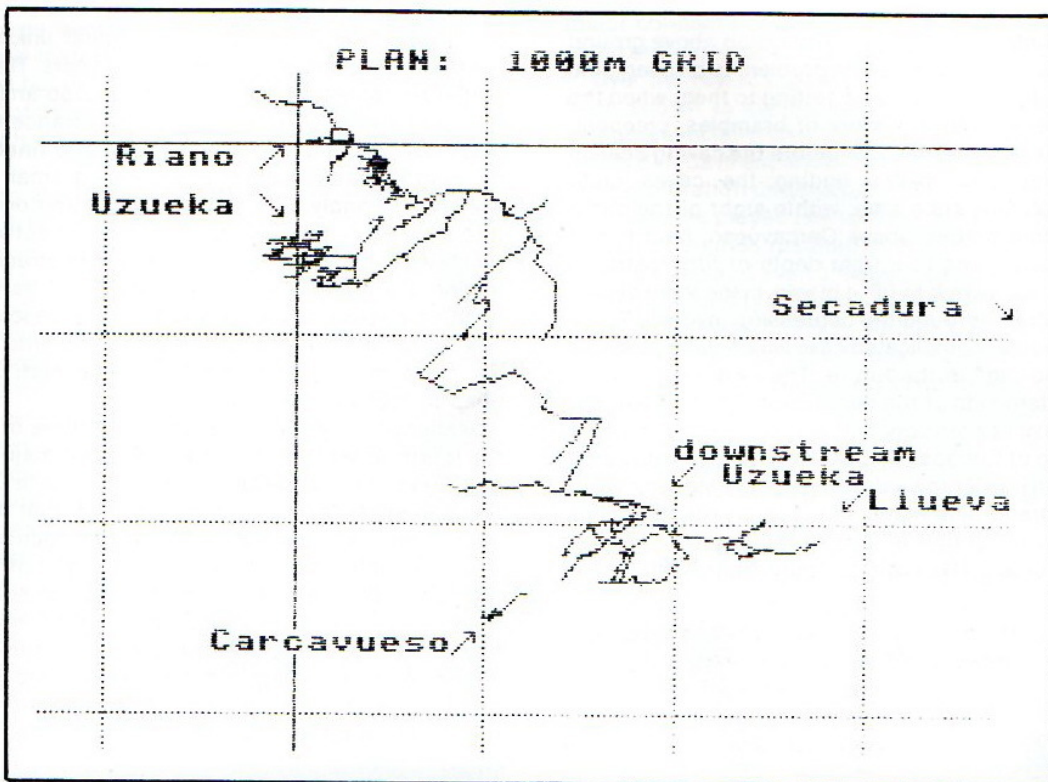 PLAN: 1000m GRID
Riano
Uzueka
Secadura
downstream
Uzueka
Llueva
Carcavueso